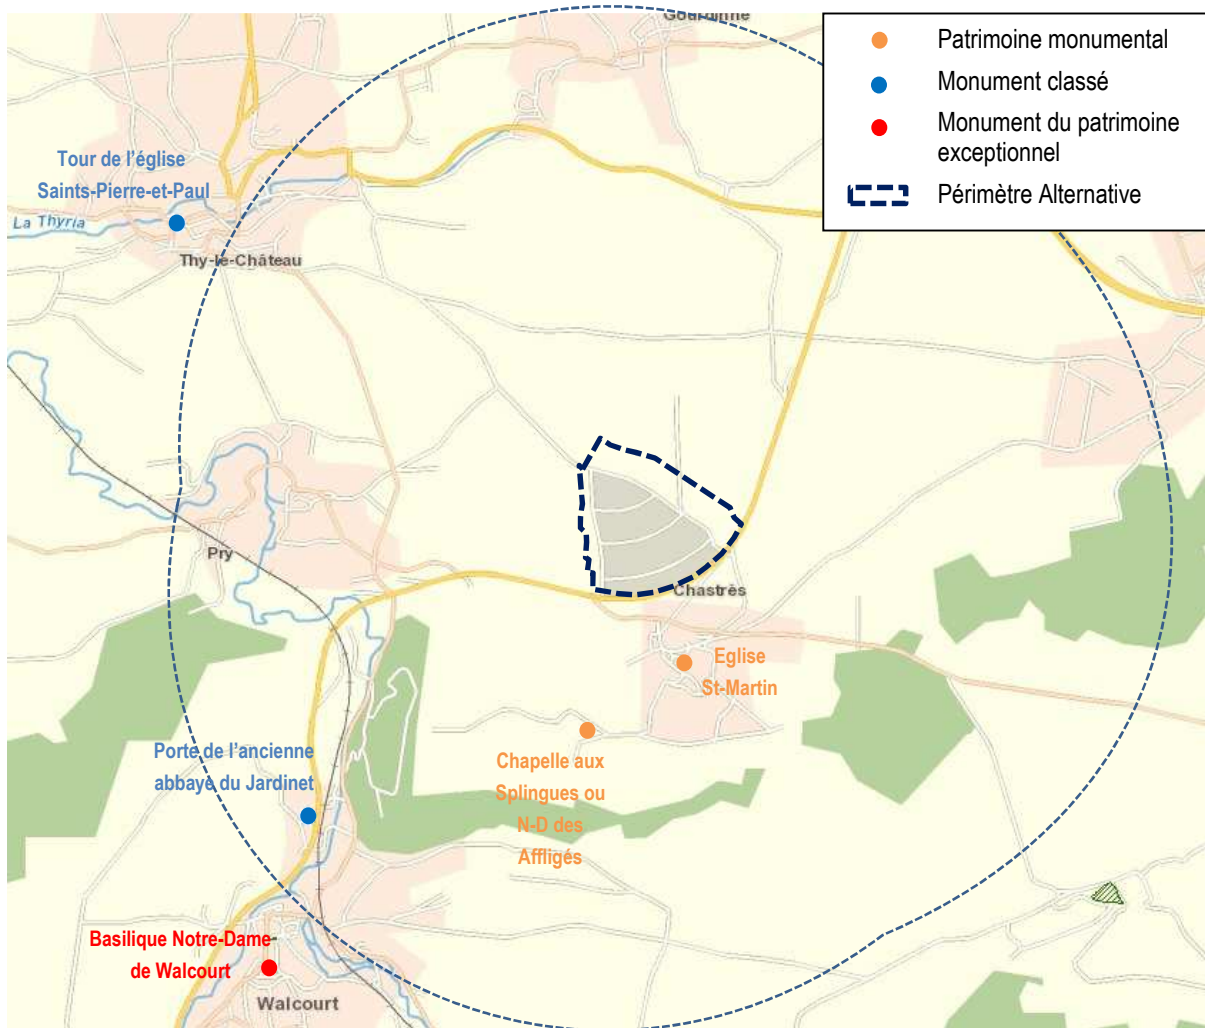 Gourdinne
Patrimoine monumental
Monument classé
Monument du patrimoine
exceptionnel
Périmètre Alternative
Tour de l'église
Saints-Pierre-et-Paul
La Thyria
Thy-le-Château
Pry
Chastrès
Eglise
St-Martin
Porte de l'ancienne
abbaye du Jardinet
Chapelle aux
Splingues ou
N-D des
Affligés
Basilique Notre-Dame
de Walcourt
Walcourt